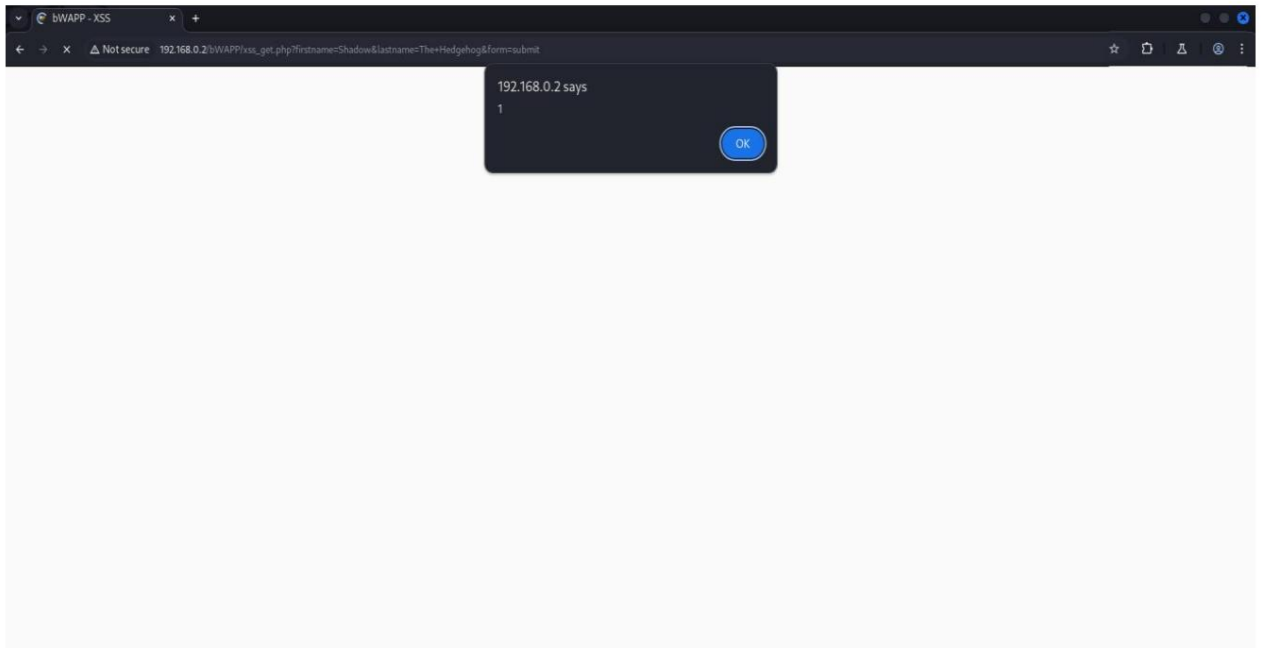 bWAPP - XSS
Not secure 192.168.0.2/bWAPP/xss_get.php?firstname=Shadow&lastname=The+Hedgehog&form=submit
192.168.0.2 says
1
OK